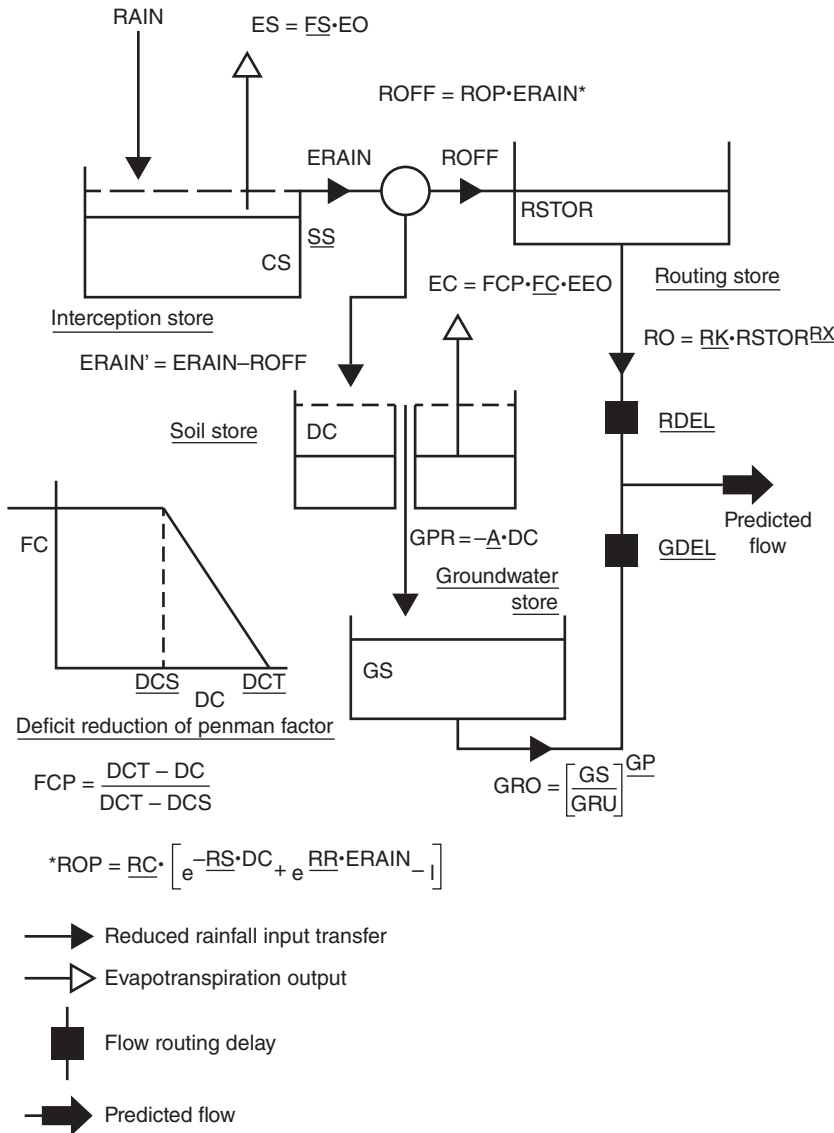 RAIN
ES = FS•EO
ROFF = ROP•ERAIN*
ERAIN
ROFF
RSTOR
CS
SS
Interception store
Routing store
EC = FCP•FC•EEO
RO = RK•RSTOR^RX
ERAIN' = ERAIN–ROFF
RDEL
Soil store
DC
Predicted
flow
GPR = –A•DC
GDEL
FC
Groundwater
store
GS
DCS
DCT
DC
Deficit reduction of penman factor
FCP = (DCT – DC) / (DCT – DCS)
GRO = [GS / GRU]^GP
*ROP = RC• [e^–RS•DC + e^RR•ERAIN – I]
Reduced rainfall input transfer
Evapotranspiration output
Flow routing delay
Predicted flow